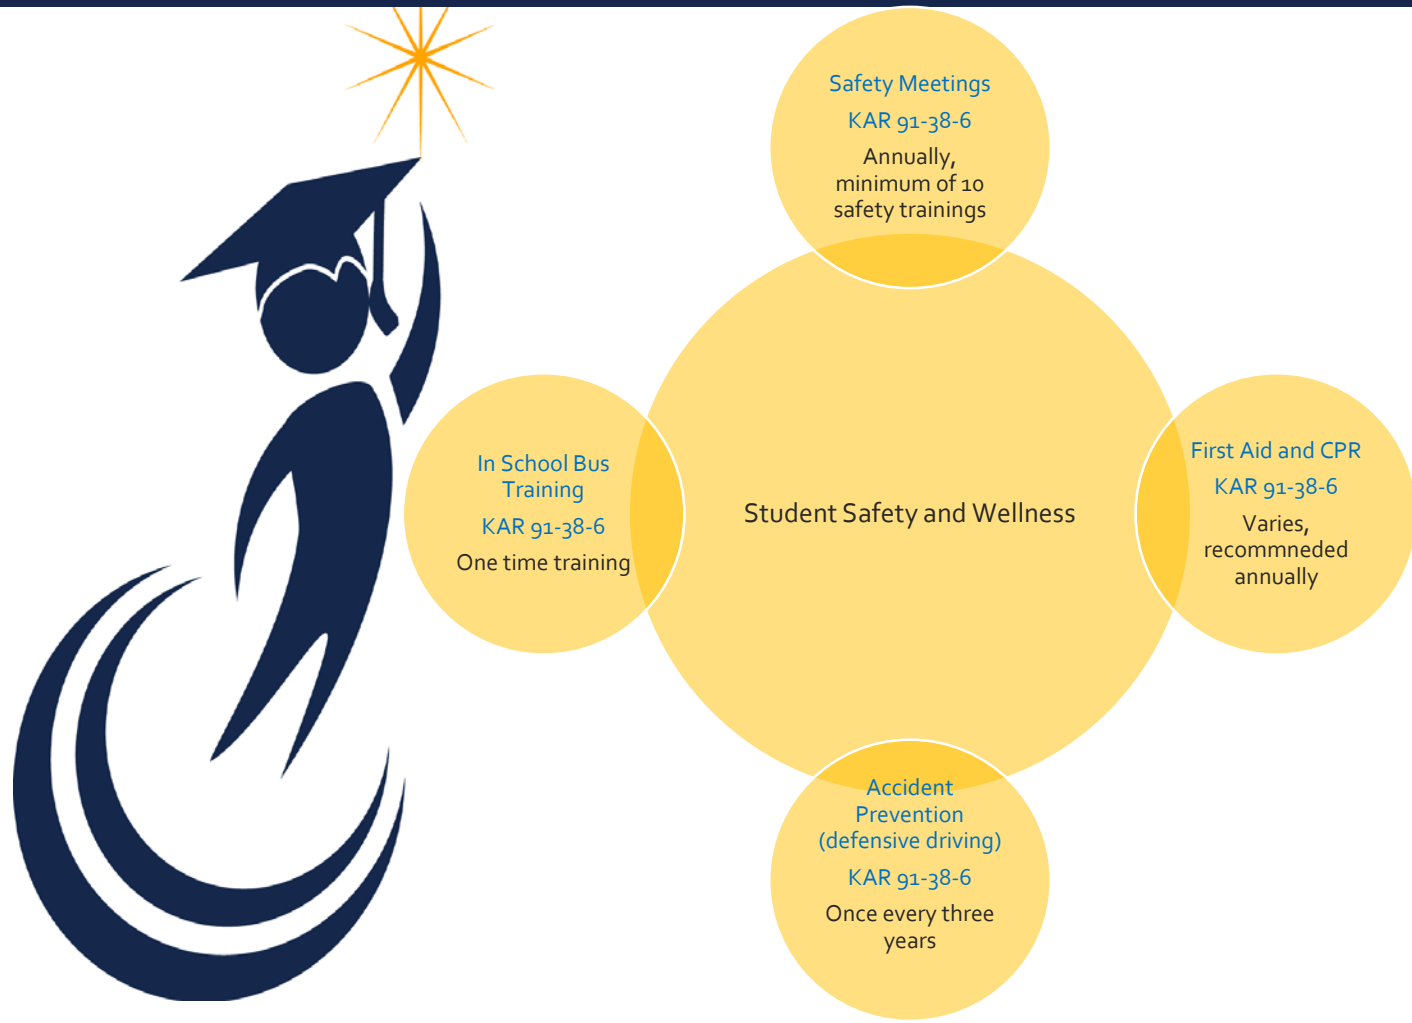 Safety Meetings
KAR 91-38-6
Annually,
minimum of 10
safety trainings
In School Bus
Training
KAR 91-38-6
One time training
Student Safety and Wellness
First Aid and CPR
KAR 91-38-6
Varies,
recommneded
annually
Accident
Prevention
(defensive driving)
KAR 91-38-6
Once every three
years